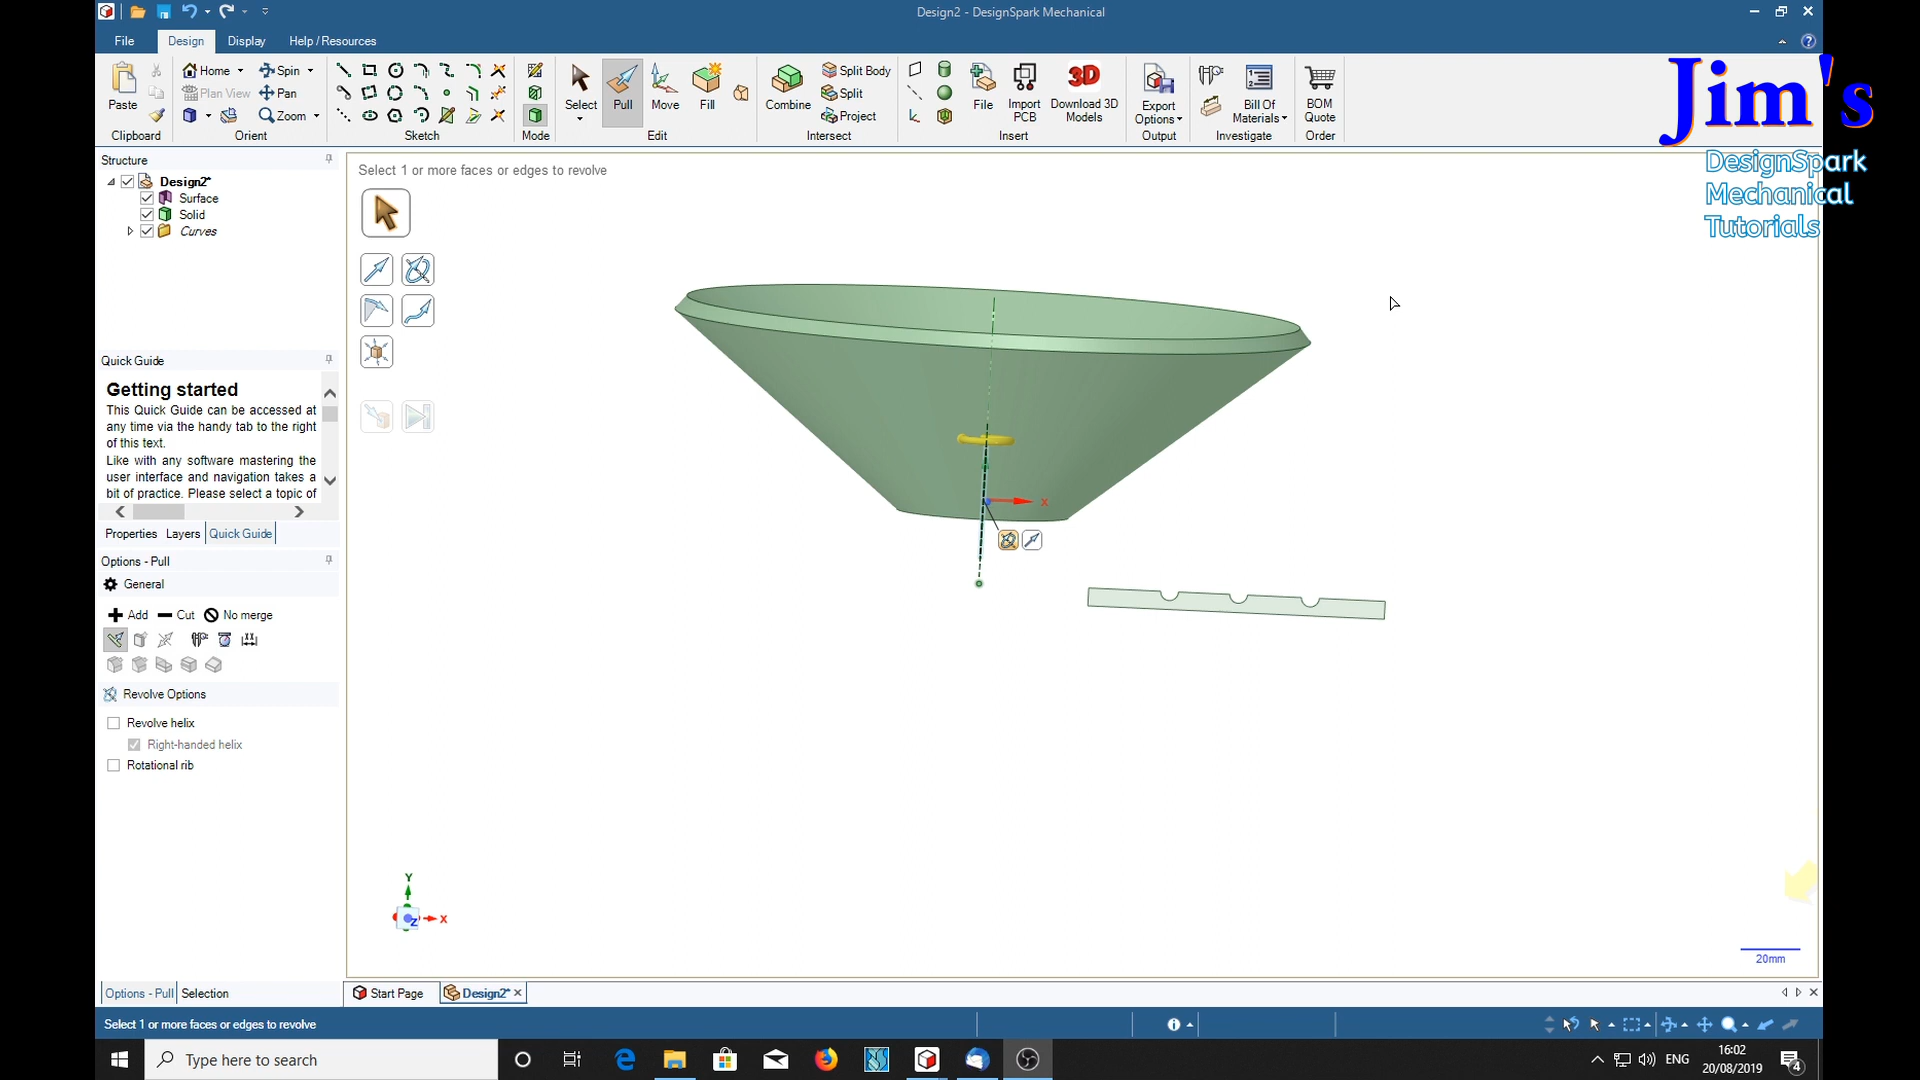 Design2 - DesignSpark Mechanical
File
Design
Display
Help / Resources
Paste
Clipboard
Home
Plan View
Spin
Pan
Zoom
Orient
Sketch
Mode
Select
Pull
Move
Fill
Edit
Combine
Split Body
Split
Project
Intersect
File
Import
PCB
3D
Download 3D
Models
Insert
Export
Options
Output
Bill Of
Materials
Investigate
BOM
Quote
Order
Jim's
DesignSpark
Mechanical
Tutorials
Structure
Design2*
Surface
Solid
Curves
Quick Guide
Getting started
This Quick Guide can be accessed at
any time via the handy tab to the right
of this text.
Like with any software mastering the
user interface and navigation takes a
bit of practice. Please select a topic of
Properties
Layers
Quick Guide
Options - Pull
General
Add
Cut
No merge
Revolve Options
Revolve helix
Right-handed helix
Rotational rib
Select 1 or more faces or edges to revolve
X
Y
Z
X
20mm
Options - Pull
Selection
Start Page
Design2*
Select 1 or more faces or edges to revolve
Type here to search
ENG
16:02
20/08/2019
4